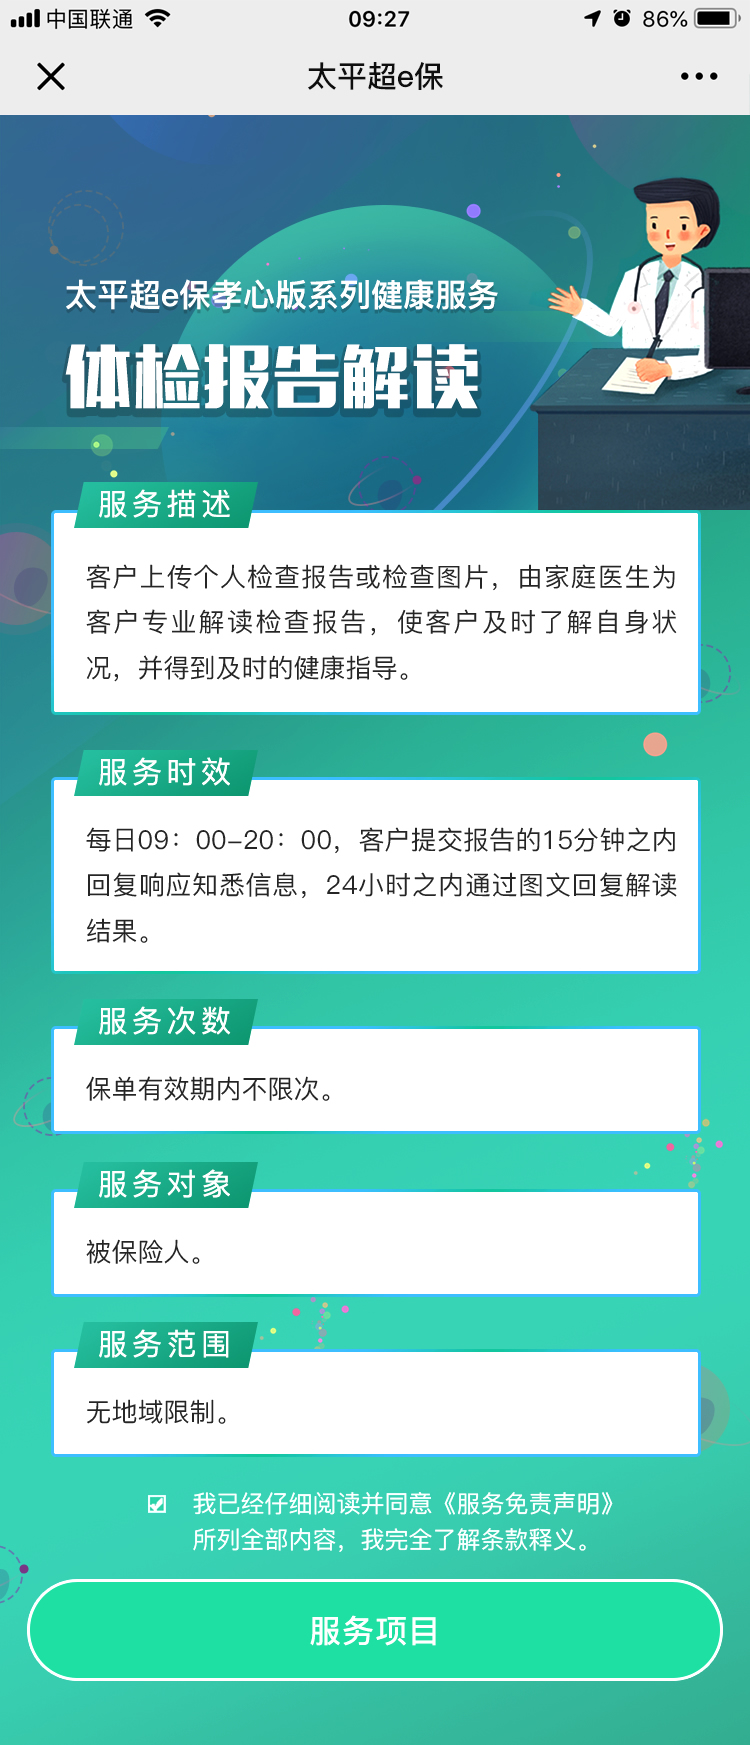 中国联通 09:27 86%
太平超e保
太平超e保孝心版系列健康服务
体检报告解读
服务描述
客户上传个人检查报告或检查图片，由家庭医生为
客户专业解读检查报告，使客户及时了解自身状
况，并得到及时的健康指导。
服务时效
每日09：00-20：00，客户提交报告的15分钟之内
回复响应知悉信息，24小时之内通过图文回复解读
结果。
服务次数
保单有效期内不限次。
服务对象
被保险人。
服务范围
无地域限制。
我已经仔细阅读并同意《服务免责声明》
所列全部内容，我完全了解条款释义。
服务项目